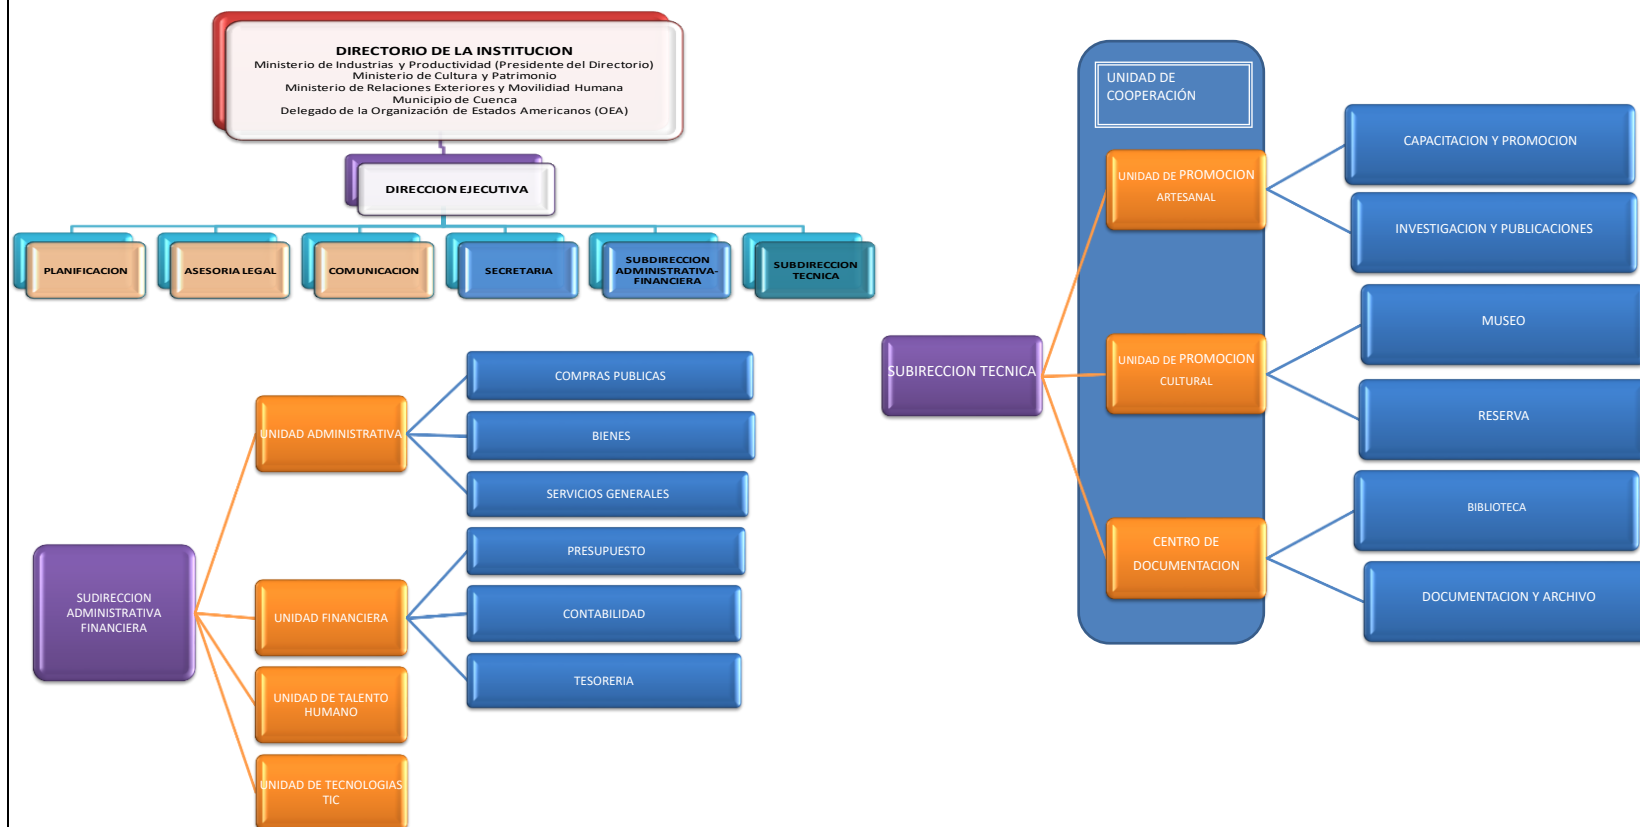 DIRECTORIO DE LA INSTITUCION
Ministerio de Industrias y Productividad (Presidente del Directorio)
Ministerio de Cultura y Patrimonio
Ministerio de Relaciones Exteriores y Movilidiad Humana
Municipio de Cuenca
Delegado de la Organización de Estados Americanos (OEA)
DIRECCION EJECUTIVA
PLANIFICACION
ASESORIA LEGAL
COMUNICACION
SECRETARIA
SUBDIRECCION
ADMINISTRATIVA-
FINANCIERA
SUBDIRECCION
TECNICA
SUDIRECCION
ADMINISTRATIVA
FINANCIERA
UNIDAD ADMINISTRATIVA
COMPRAS PUBLICAS
BIENES
SERVICIOS GENERALES
UNIDAD FINANCIERA
PRESUPUESTO
CONTABILIDAD
TESORERIA
UNIDAD DE TALENTO
HUMANO
UNIDAD DE TECNOLOGIAS
TIC
SUBIRECCION TECNICA
UNIDAD DE
COOPERACIÓN
UNIDAD DE PROMOCION
ARTESANAL
CAPACITACION Y PROMOCION
INVESTIGACION Y PUBLICACIONES
UNIDAD DE PROMOCION
CULTURAL
MUSEO
RESERVA
CENTRO DE
DOCUMENTACION
BIBLIOTECA
DOCUMENTACION Y ARCHIVO